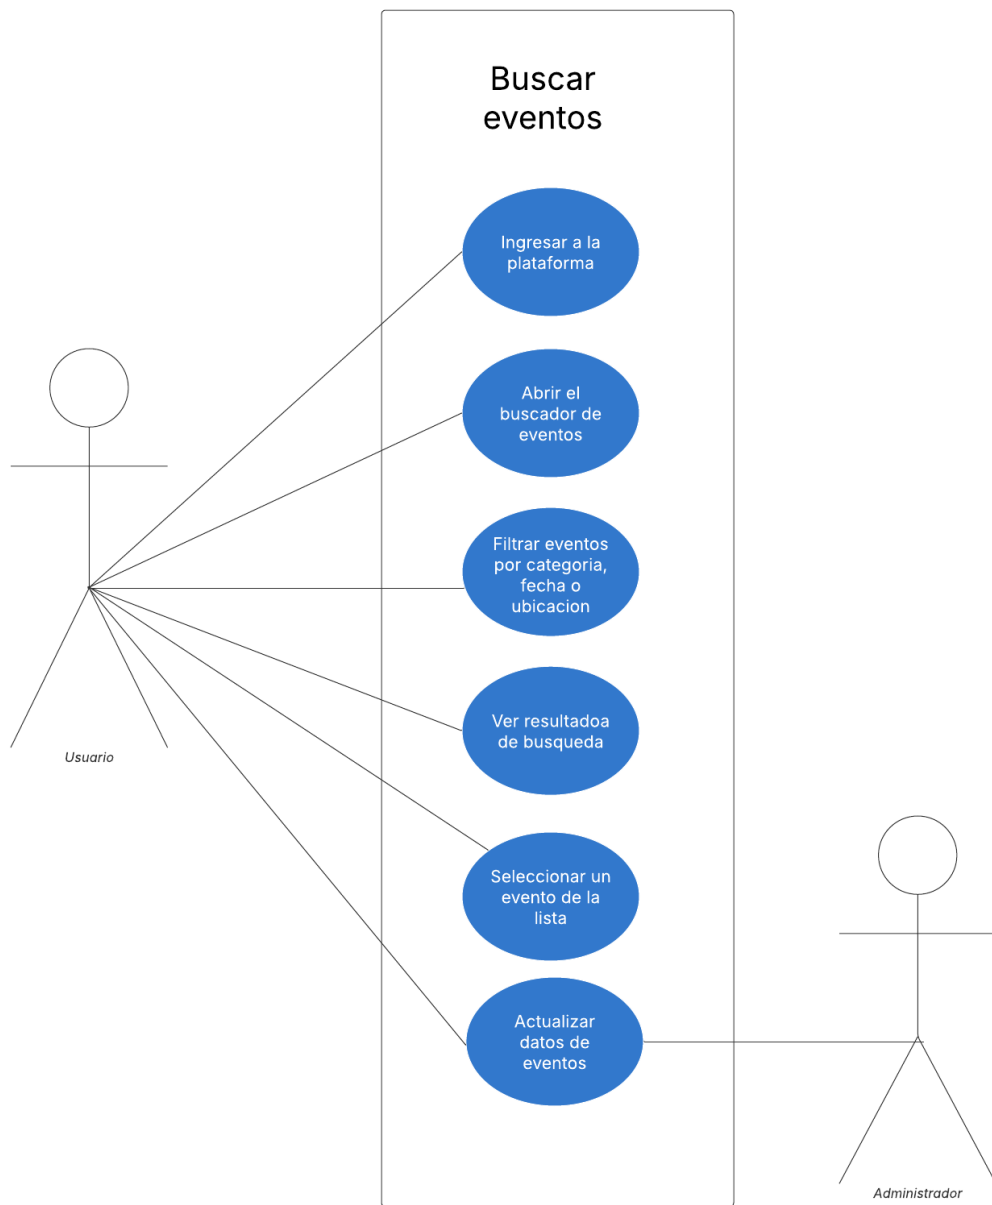 Buscar
eventos
Ingresar a la
plataforma
Abrir el
buscador de
eventos
Filtrar eventos
por categoria,
fecha o
ubicacion
Ver resultadoa
de busqueda
Usuario
Seleccionar un
evento de la
lista
Actualizar
datos de
eventos
Administrador